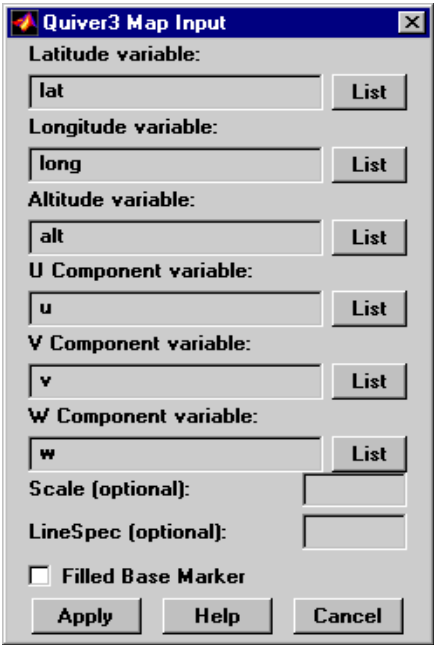 Quiver3 Map Input
Latitude variable:
lat List
Longitude variable:
long List
Altitude variable:
alt List
U Component variable:
u List
V Component variable:
v List
W Component variable:
w List
Scale (optional):
LineSpec (optional):
Filled Base Marker
Apply Help Cancel